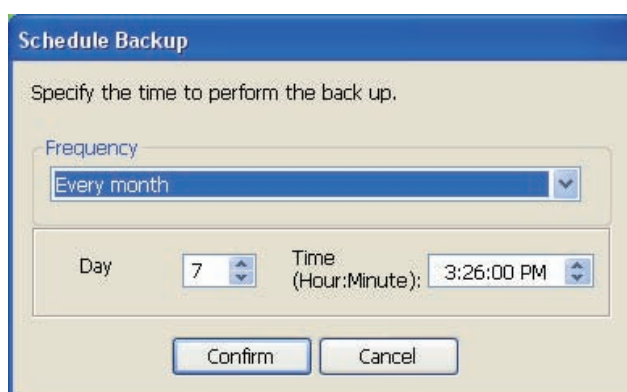 Schedule Backup
Specify the time to perform the back up.
Frequency
Every month
Day
7
Time
(Hour:Minute):
3:26:00 PM
Confirm
Cancel